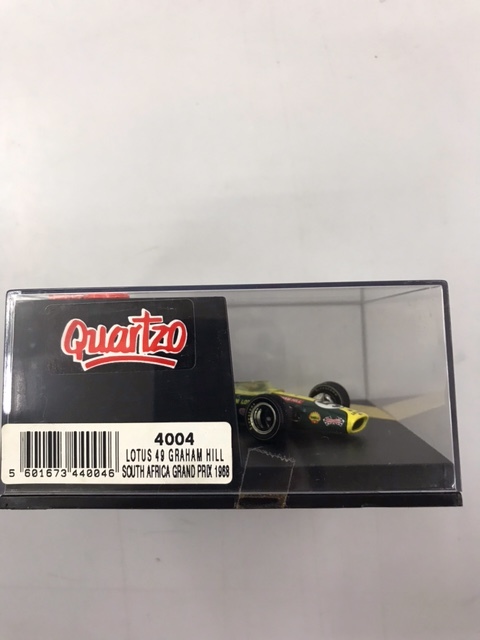 Quartzo
4004
LOTUS 49 GRAHAM HILL
SOUTH AFRICA GRAND PRIX 1968
5 601673 440046